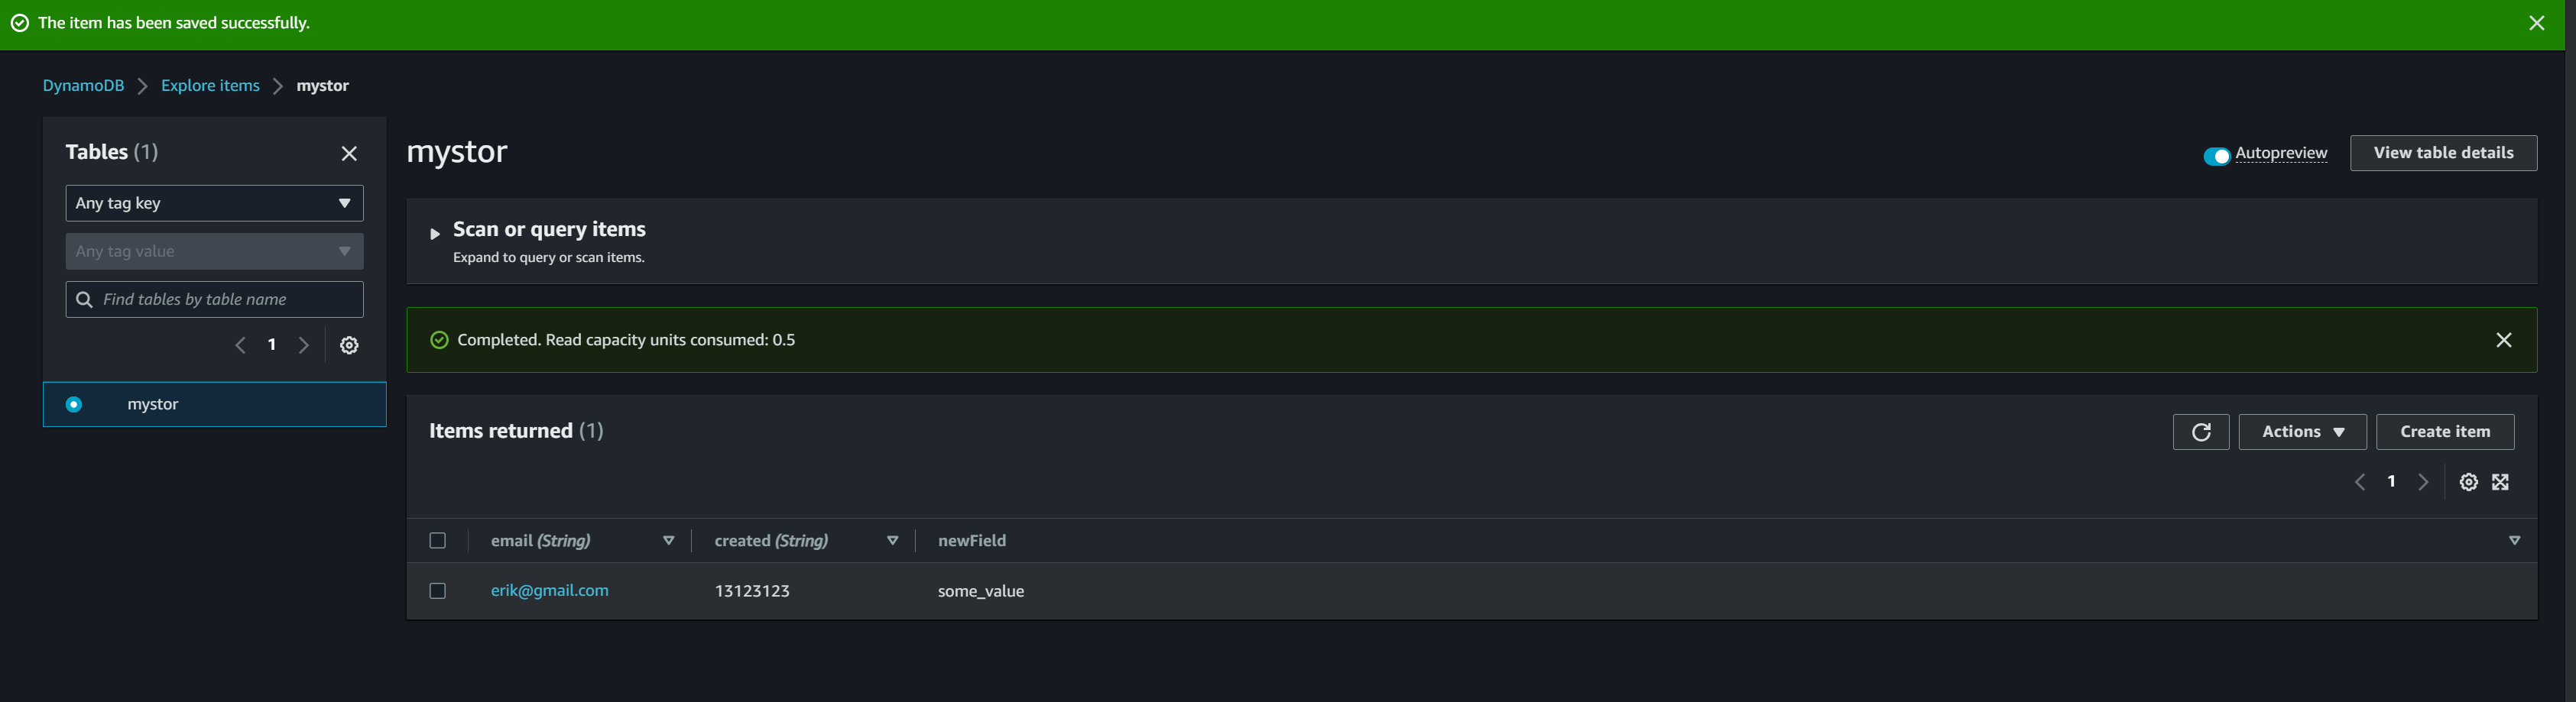 The item has been saved successfully.
DynamoDB Explore items mystor
Tables (1)
Any tag key
Any tag value
Find tables by table name
1
mystor
mystor
Autopreview View table details
Scan or query items
Expand to query or scan items.
Completed. Read capacity units consumed: 0.5
Items returned (1)
Actions Create item
1
email (String) created (String) newField
erik@gmail.com 13123123 some_value